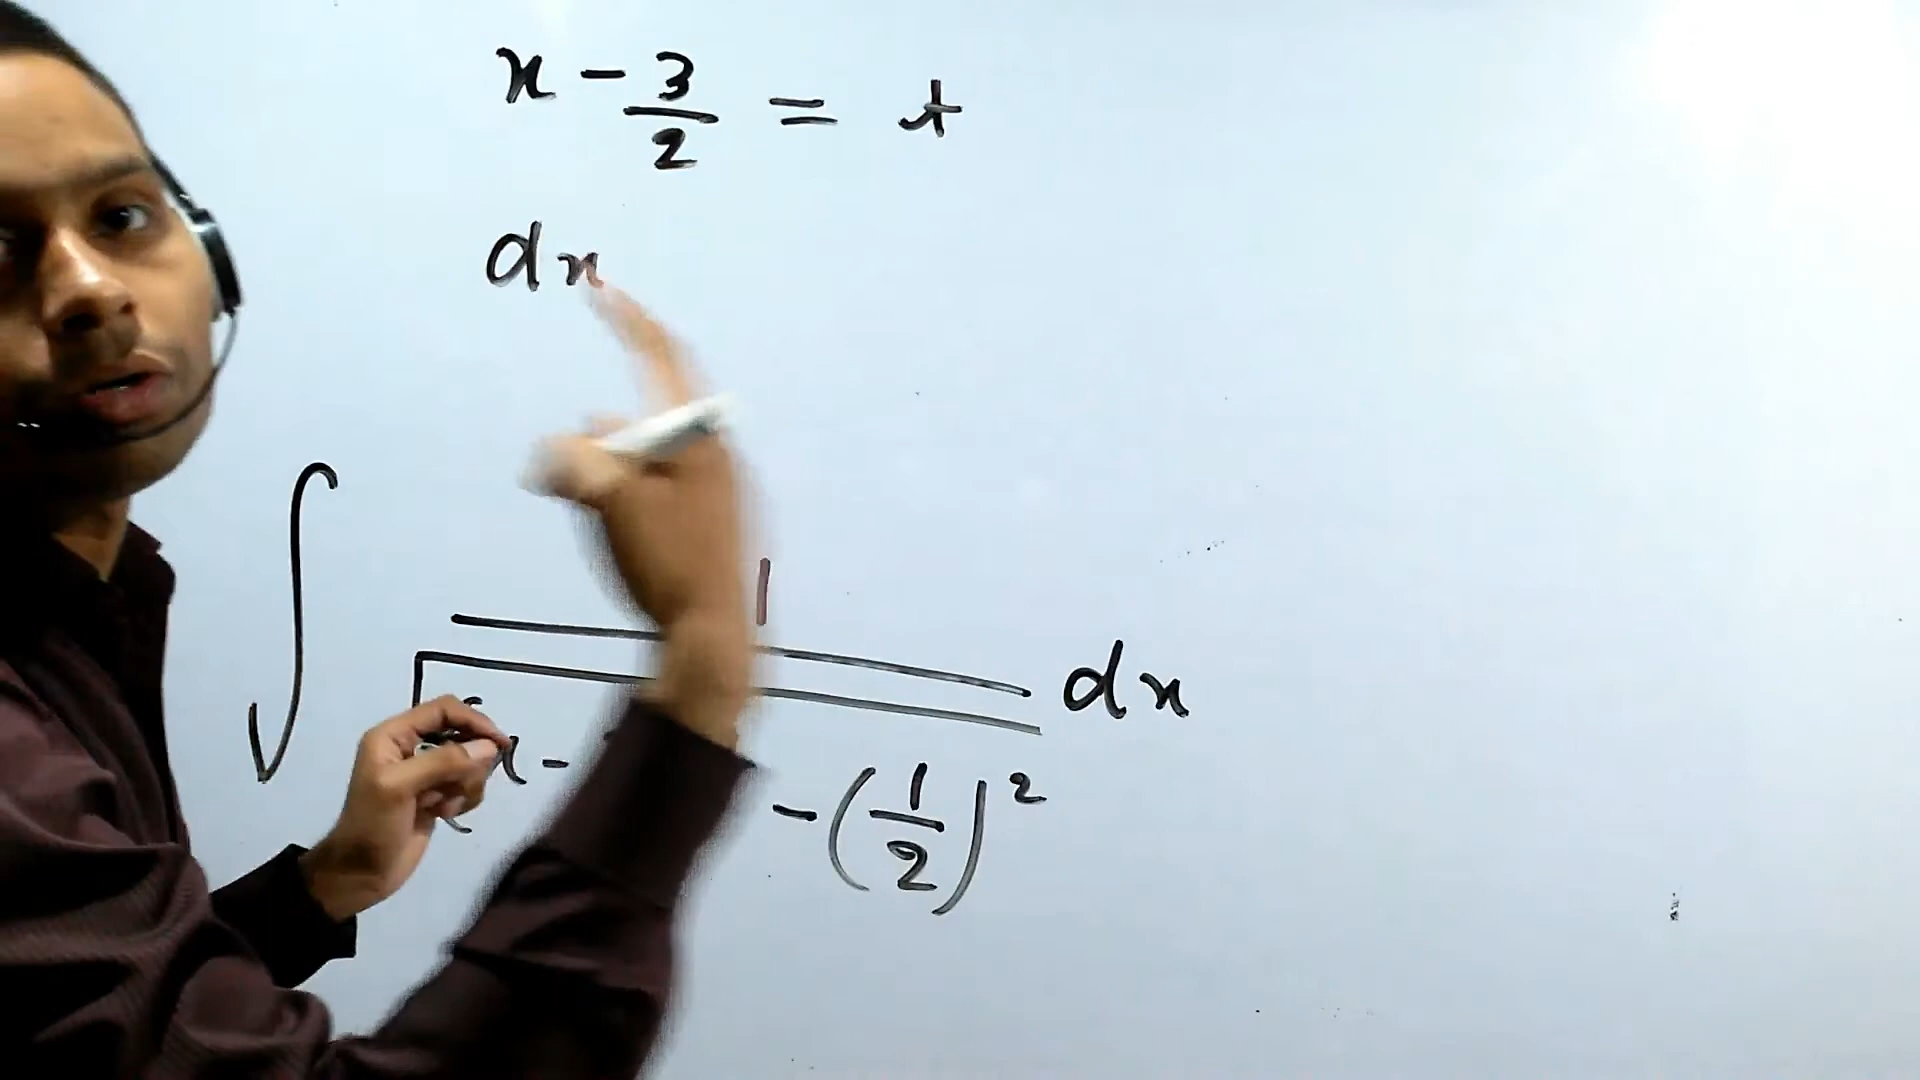 x - 3/2 = t
dx
∫ 1 dx
√ x - - (1/2)²